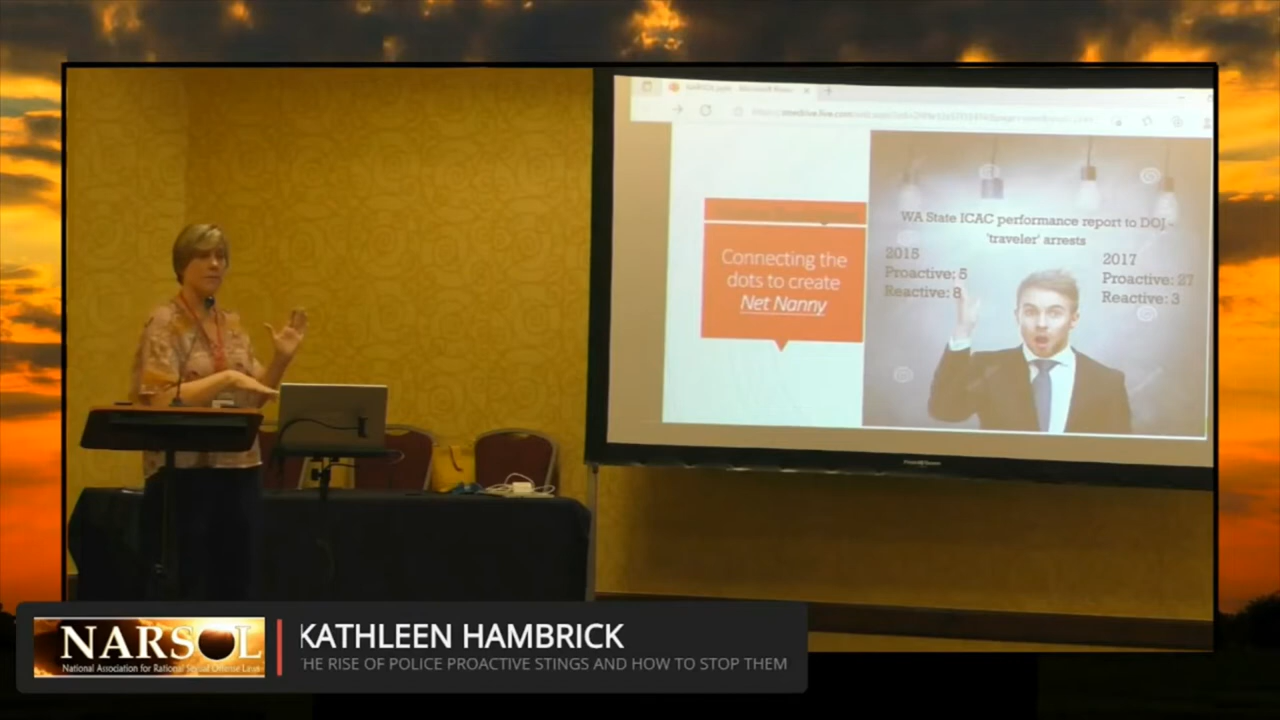 WA State ICAC performance report to DOJ -
'traveler' arrests
2015
Proactive: 5
Reactive: 8
2017
Proactive: 27
Reactive: 3
Connecting the
dots to create
Net Nanny
NARSOL
National Association for Rational Sexual Offense Laws
KATHLEEN HAMBRICK
HE RISE OF POLICE PROACTIVE STINGS AND HOW TO STOP THEM